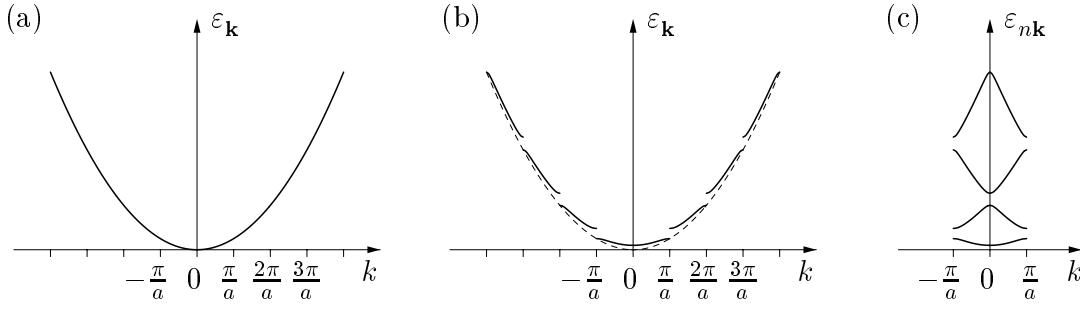 (a) ε_𝐤 (b) ε_𝐤 (c) ε_n𝐤
−π/a 0 π/a 2π/a 3π/a k −π/a 0 π/a 2π/a 3π/a k −π/a 0 π/a k